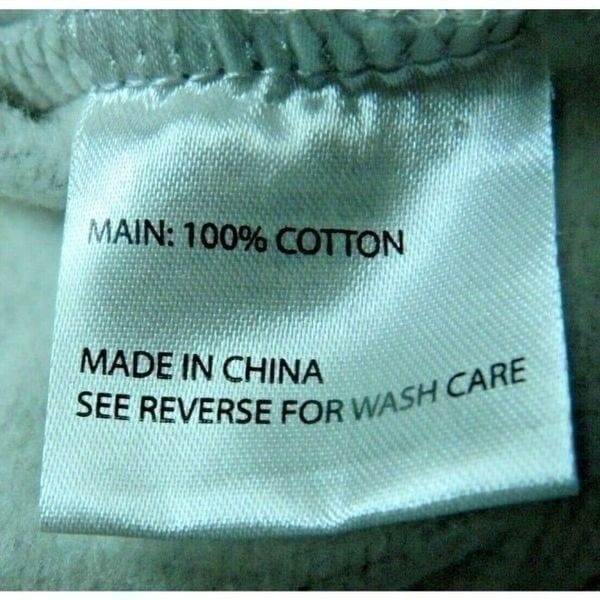 MAIN: 100% COTTON
MADE IN CHINA
SEE REVERSE FOR WASH CARE